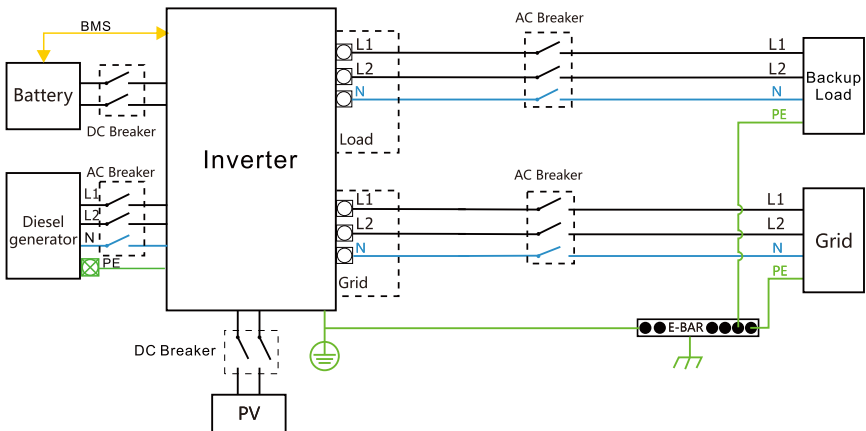 BMS
Battery
DC Breaker
AC Breaker
L1
L2
N
PE
Diesel
generator
Inverter
L1
L2
N
Load
AC Breaker
L1
L2
N
PE
Backup
Load
L1
L2
N
Grid
AC Breaker
L1
L2
N
PE
Grid
E-BAR
DC Breaker
PV